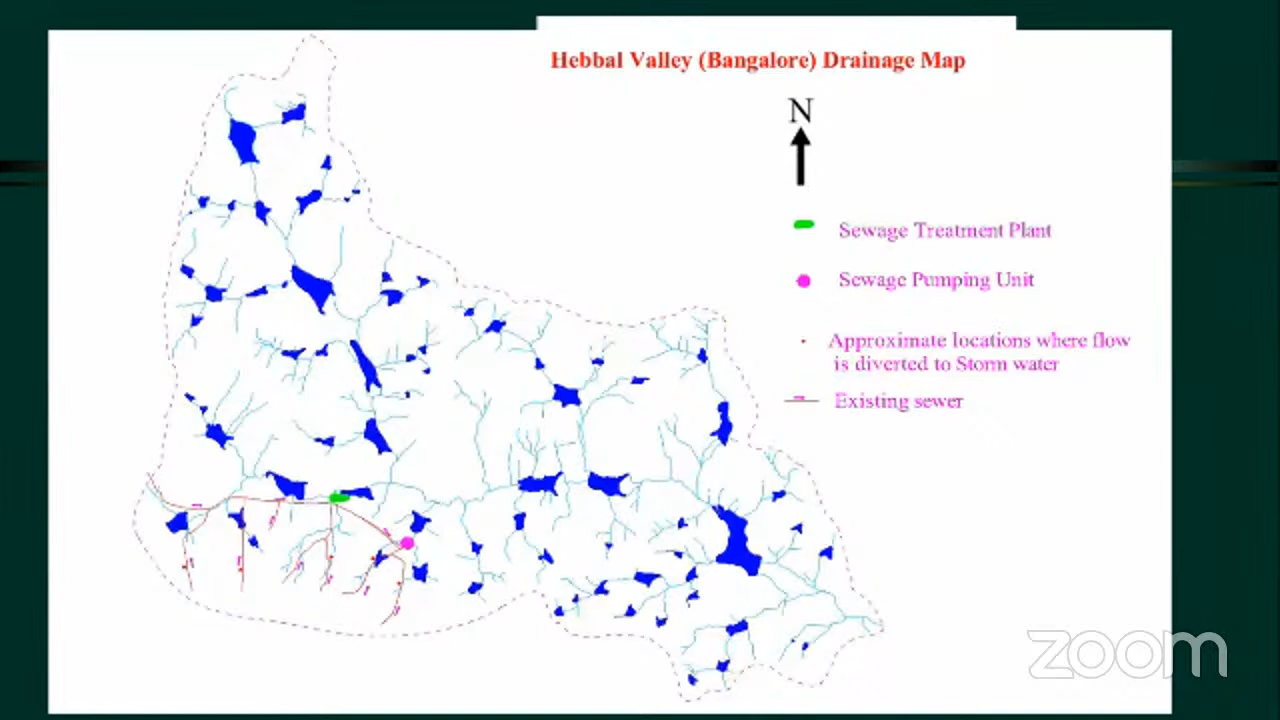 Hebbal Valley (Bangalore) Drainage Map
N
Sewage Treatment Plant
Sewage Pumping Unit
Approximate locations where flow
is diverted to Storm water
Existing sewer
zoom